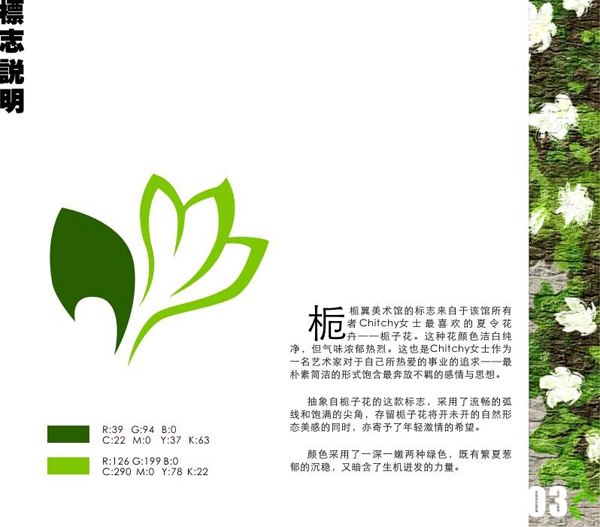 標志説明
栀翼美术馆的标志来自于该馆所有
者Chitchy女士最喜欢的夏令花
卉——栀子花。这种花颜色洁白纯
净，但气味浓郁热烈。这也是Chitchy女士作为
一名艺术家对于自己所热爱的事业的追求——最
朴素简洁的形式饱含最奔放不羁的感情与思想。
抽象自栀子花的这款标志，采用了流畅的弧
线和饱满的尖角，存留栀子花将开未开的自然形
态美感的同时，亦寄予了年轻激情的希望。
颜色采用了一深一嫩两种绿色，既有繁夏葱
郁的沉稳，又暗含了生机迸发的力量。
R:39 G:94 B:0
C:22 M:0 Y:37 K:63
R:126 G:199 B:0
C:290 M:0 Y:78 K:22
03